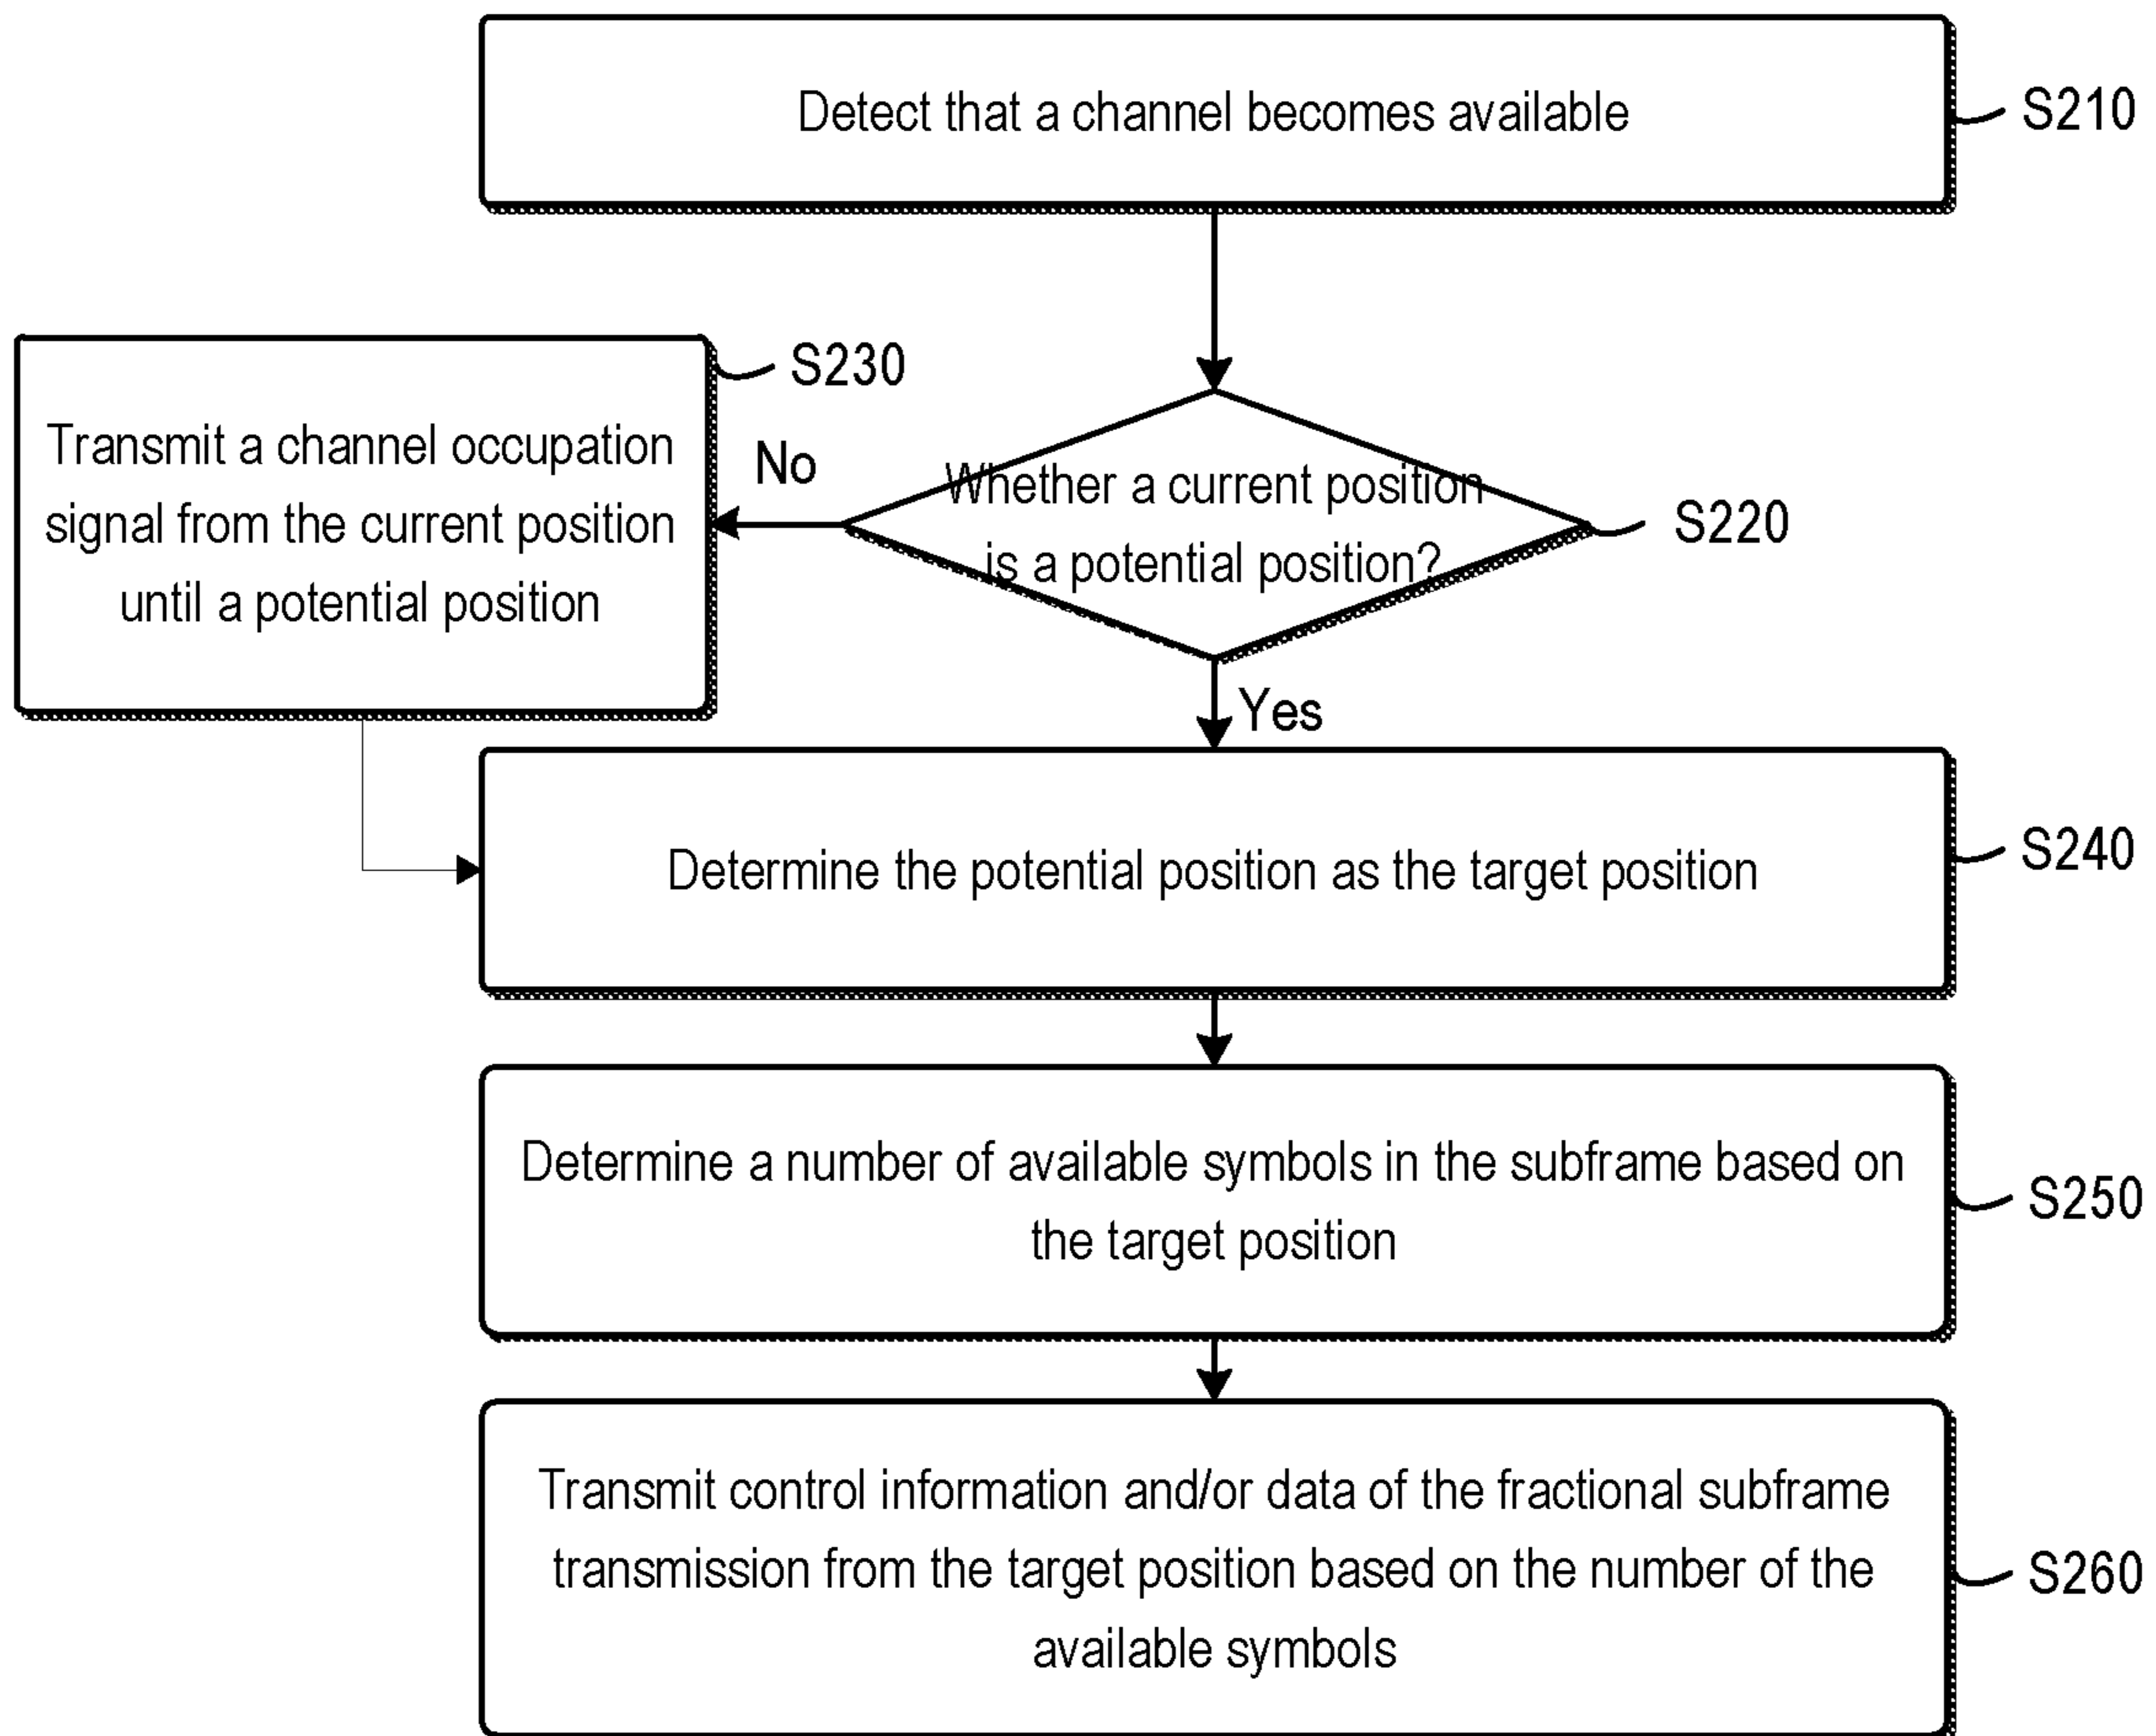 Detect that a channel becomes available
S210
S230
Transmit a channel occupation
signal from the current position
until a potential position
No
Whether a current position
is a potential position?
S220
Yes
Determine the potential position as the target position
S240
Determine a number of available symbols in the subframe based on
the target position
S250
Transmit control information and/or data of the fractional subframe
transmission from the target position based on the number of the
available symbols
S260